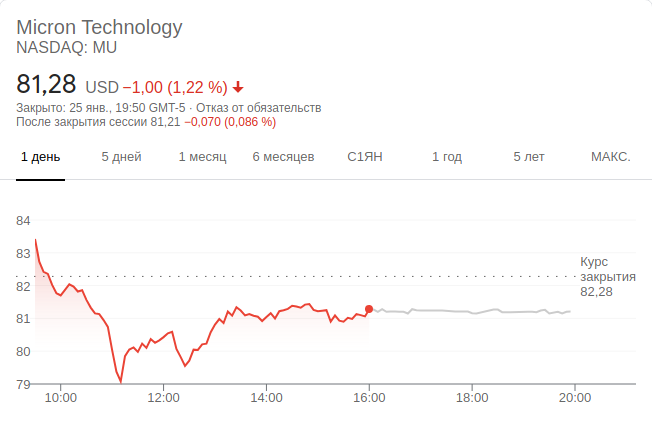 Micron Technology
NASDAQ: MU
81,28 USD −1,00 (1,22 %)
Закрыто: 25 янв., 19:50 GMT-5 · Отказ от обязательств
После закрытия сессии 81,21 −0,070 (0,086 %)
1 день 5 дней 1 месяц 6 месяцев С1ЯН 1 год 5 лет МАКС.
84
83
82
81
80
79
Курс
закрытия
82,28
10:00 12:00 14:00 16:00 18:00 20:00